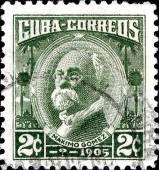 CUBA-CORREOS
MAXIMO GOMEZ
2¢ -1905- 2¢